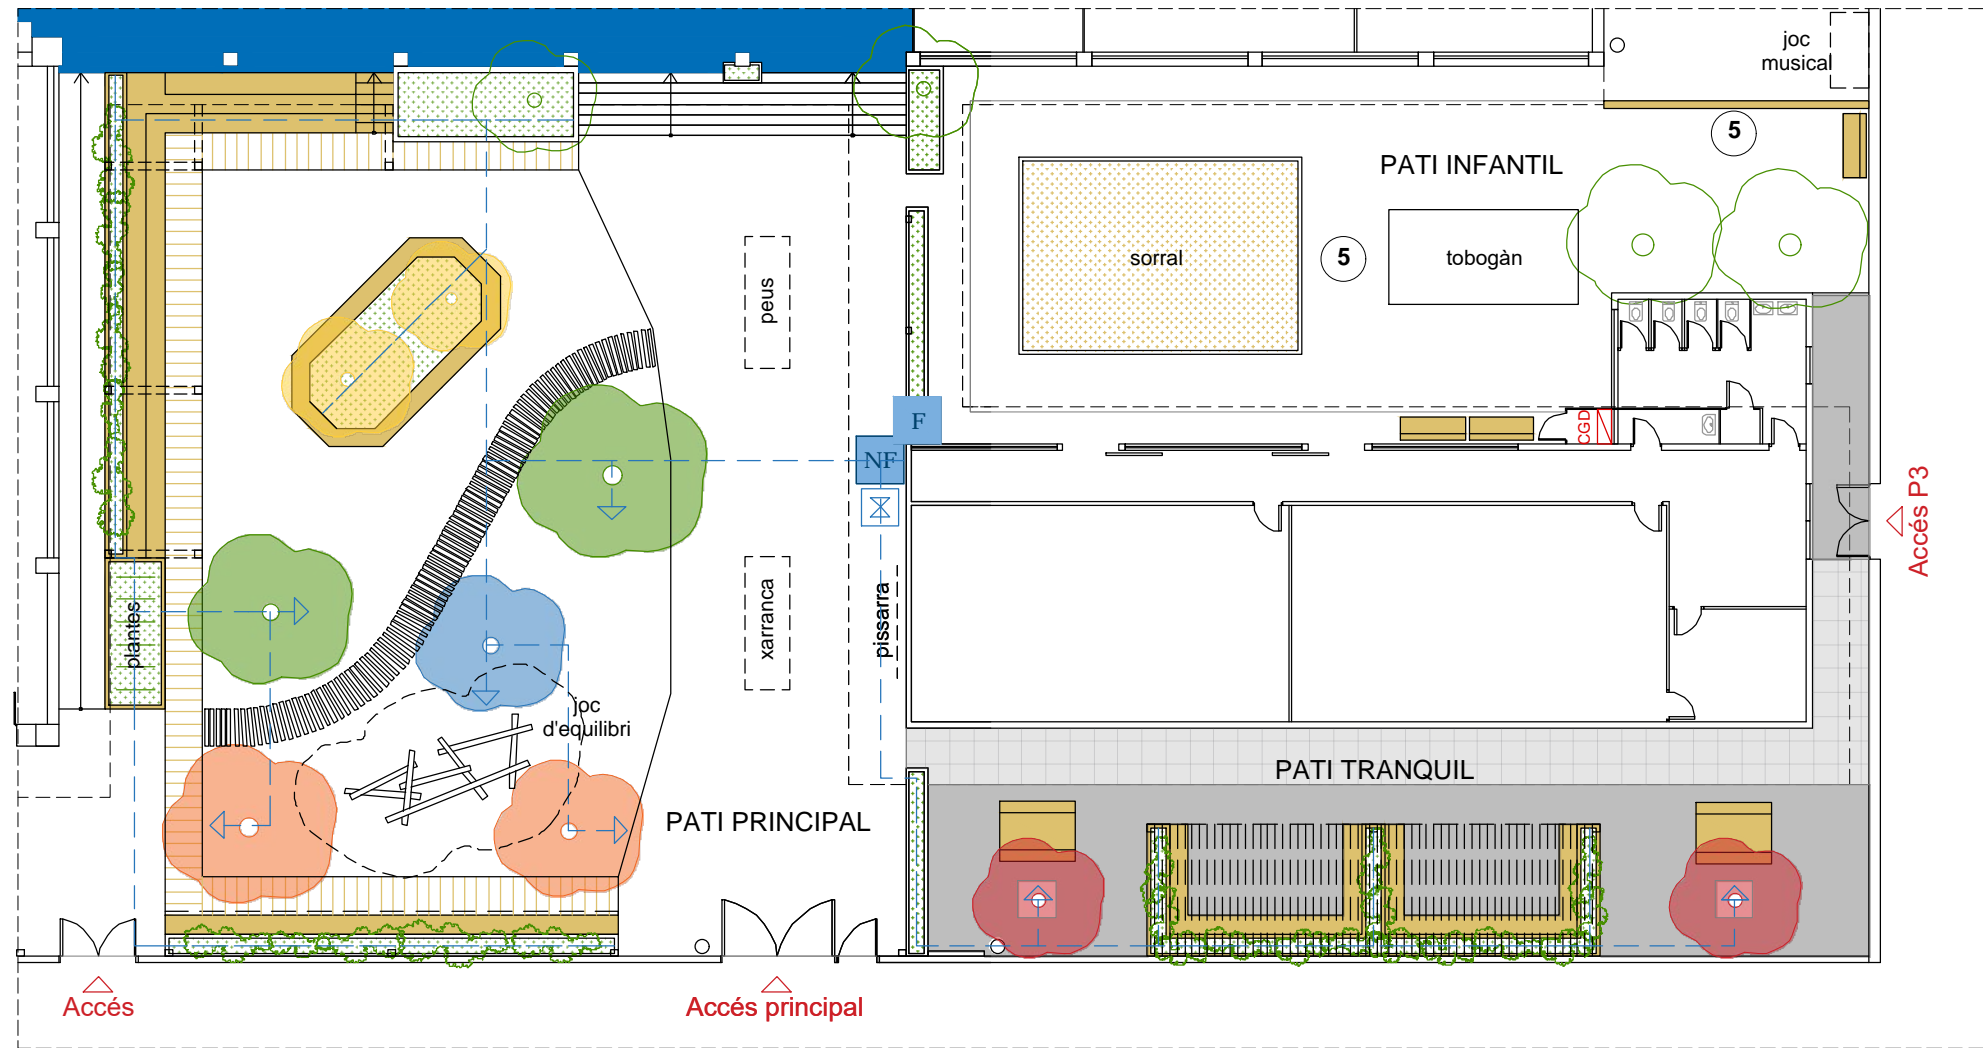 joc
musical
5
PATI INFANTIL
sorral
5
tobogàn
peus
F
CGD
NF
Accés P3
plantes
xarranca
pissarra
joc
d'equilibri
PATI TRANQUIL
PATI PRINCIPAL
Accés
Accés principal